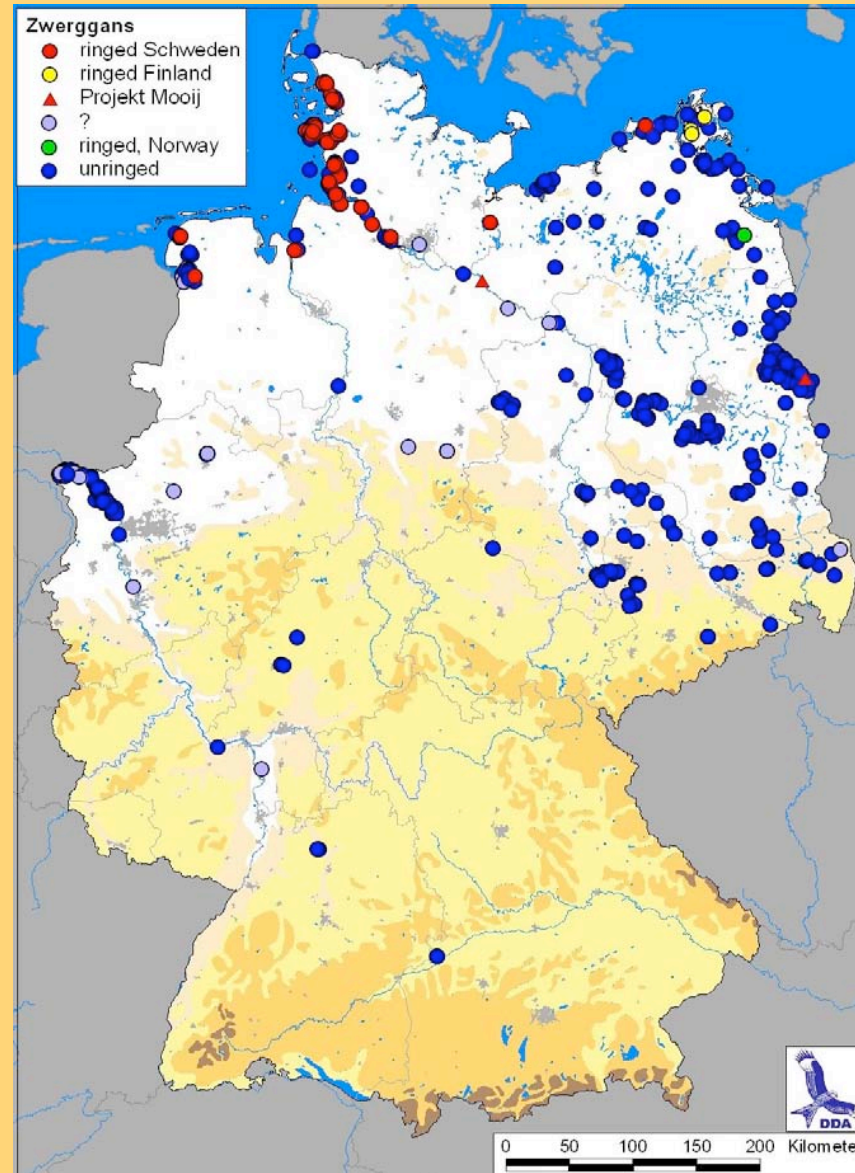 Zwerggans
ringed Schweden
ringed Finland
Projekt Mooij
?
ringed, Norway
unringed
DDA
0 50 100 150 200 Kilomete